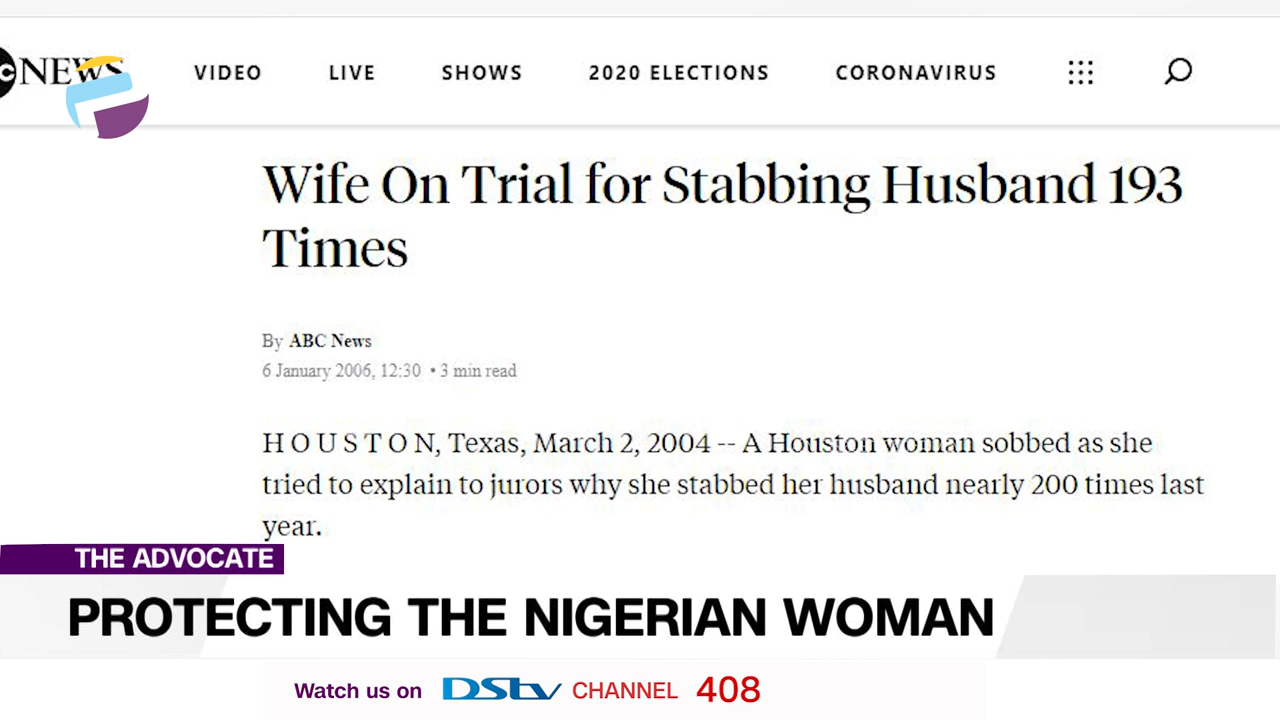 NEWS
VIDEO LIVE SHOWS 2020 ELECTIONS CORONAVIRUS
Wife On Trial for Stabbing Husband 193
Times
By ABC News
6 January 2006, 12:30 • 3 min read
H O U S T O N, Texas, March 2, 2004 -- A Houston woman sobbed as she
tried to explain to jurors why she stabbed her husband nearly 200 times last
year.
THE ADVOCATE
PROTECTING THE NIGERIAN WOMAN
Watch us on DStv CHANNEL 408